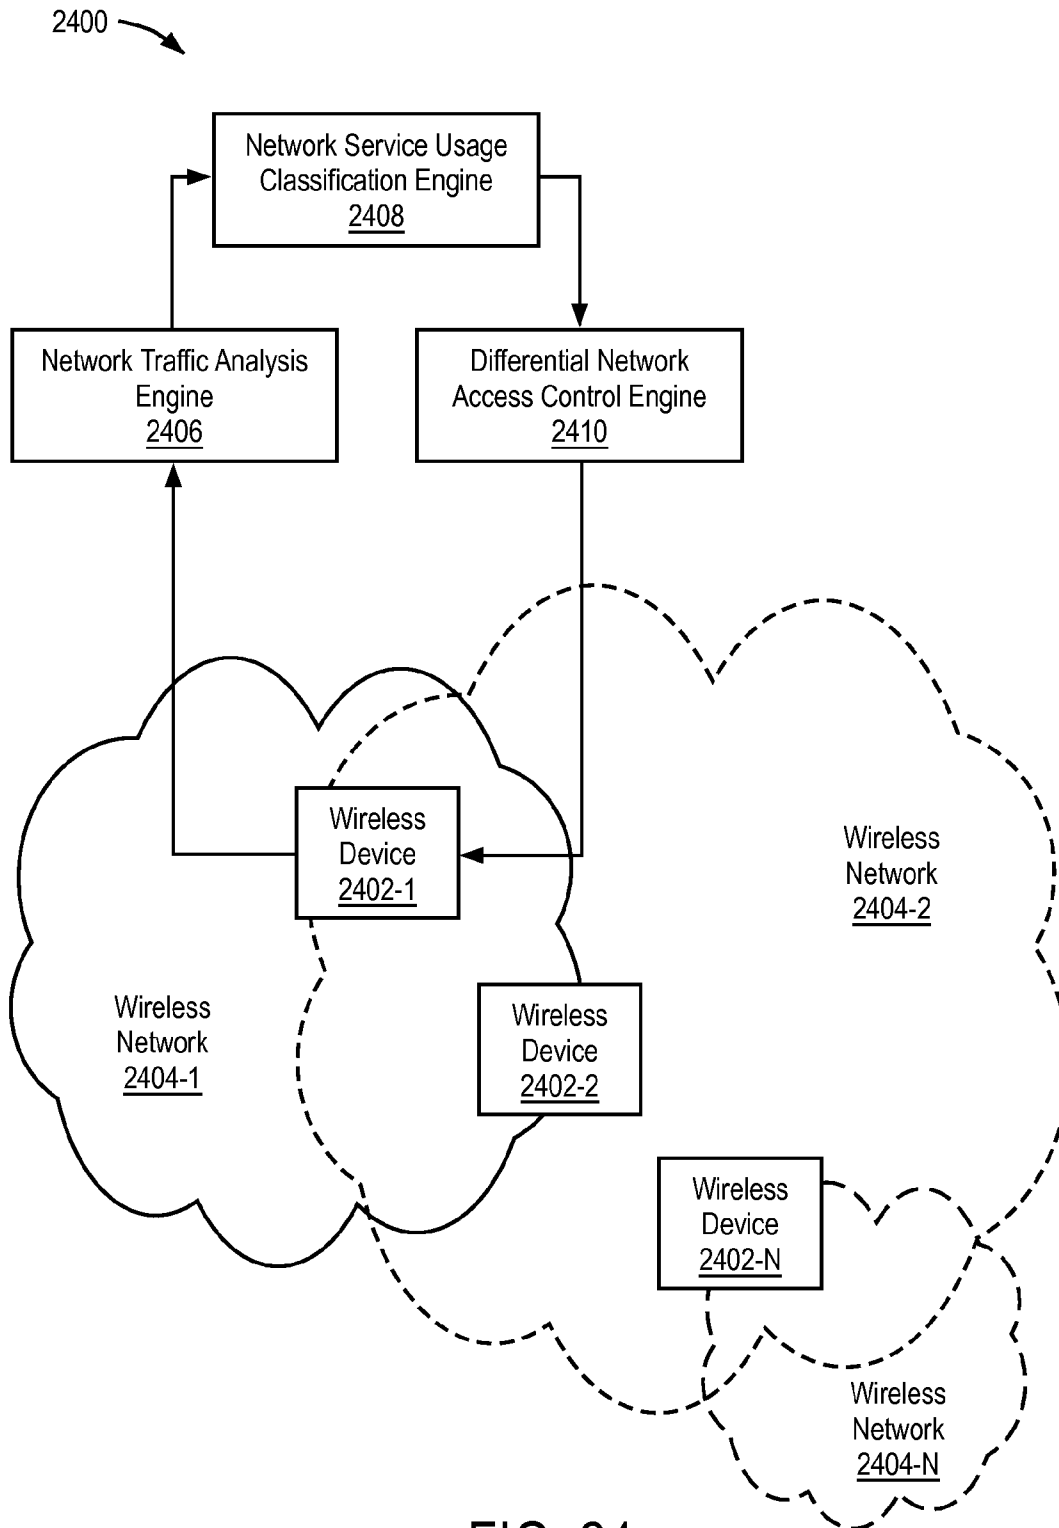 2400
Network Service Usage
Classification Engine
2408
Network Traffic Analysis
Engine
2406
Differential Network
Access Control Engine
2410
Wireless
Device
2402-1
Wireless
Network
2404-2
Wireless
Network
2404-1
Wireless
Device
2402-2
Wireless
Device
2402-N
Wireless
Network
2404-N